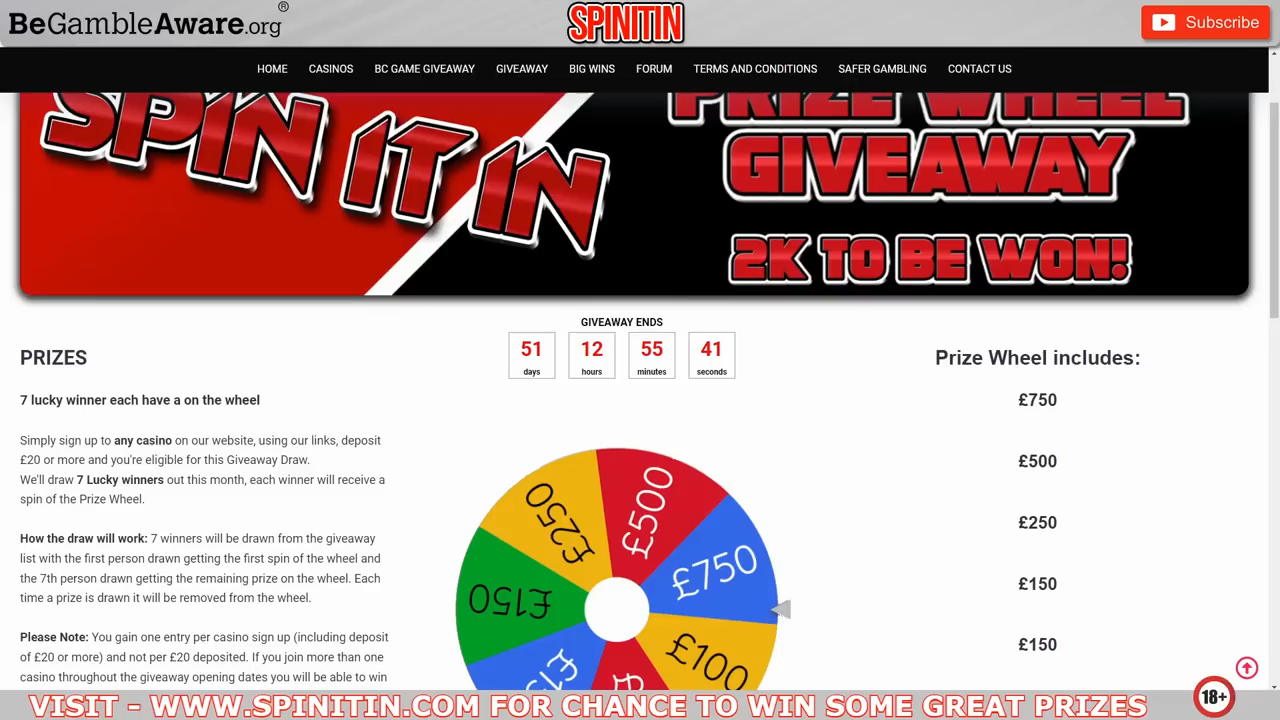 BeGambleAware.org®
SPINITIN
Subscribe
HOME CASINOS BC GAME GIVEAWAY GIVEAWAY BIG WINS FORUM TERMS AND CONDITIONS SAFER GAMBLING CONTACT US
SPIN IT IN
PRIZE WHEEL
GIVEAWAY
2K TO BE WON!
GIVEAWAY ENDS
51 12 55 41
days hours minutes seconds
PRIZES
7 lucky winner each have a on the wheel
Simply sign up to any casino on our website, using our links, deposit
£20 or more and you're eligible for this Giveaway Draw.
We'll draw 7 Lucky winners out this month, each winner will receive a
spin of the Prize Wheel.
How the draw will work: 7 winners will be drawn from the giveaway
list with the first person drawn getting the first spin of the wheel and
the 7th person drawn getting the remaining prize on the wheel. Each
time a prize is drawn it will be removed from the wheel.
Please Note: You gain one entry per casino sign up (including deposit
of £20 or more) and not per £20 deposited. If you join more than one
casino throughout the giveaway opening dates you will be able to win
£250
£500
£750
£150
£100
Prize Wheel includes:
£750
£500
£250
£150
£150
VISIT - WWW.SPINITIN.COM FOR CHANCE TO WIN SOME GREAT PRIZES
18+